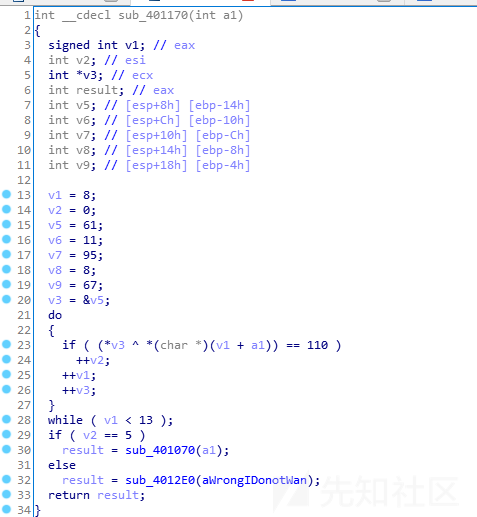 1 int __cdecl sub_401170(int a1)
2 {
3 signed int v1; // eax
4 int v2; // esi
5 int *v3; // ecx
6 int result; // eax
7 int v5; // [esp+8h] [ebp-14h]
8 int v6; // [esp+Ch] [ebp-10h]
9 int v7; // [esp+10h] [ebp-Ch]
10 int v8; // [esp+14h] [ebp-8h]
11 int v9; // [esp+18h] [ebp-4h]
12
13 v1 = 8;
14 v2 = 0;
15 v5 = 61;
16 v6 = 11;
17 v7 = 95;
18 v8 = 8;
19 v9 = 67;
20 v3 = &v5;
21 do
22 {
23 if ( (*v3 ^ *(char *)(v1 + a1)) == 110 )
24 ++v2;
25 ++v1;
26 ++v3;
27 }
28 while ( v1 < 13 );
29 if ( v2 == 5 )
30 result = sub_401070(a1);
31 else
32 result = sub_4012E0(aWrongIDonotWan);
33 return result;
34 }
先知社区